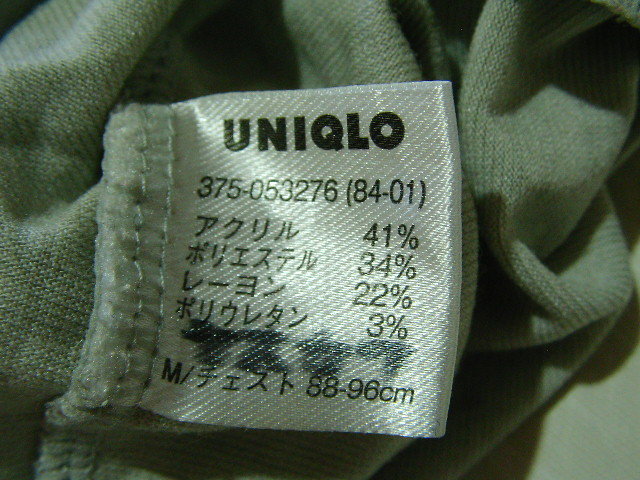 UNIQLO
375-053276 (84-01)
アクリル 41%
ポリエステル 34%
レーヨン 22%
ポリウレタン 3%
M/チェスト 88-96cm